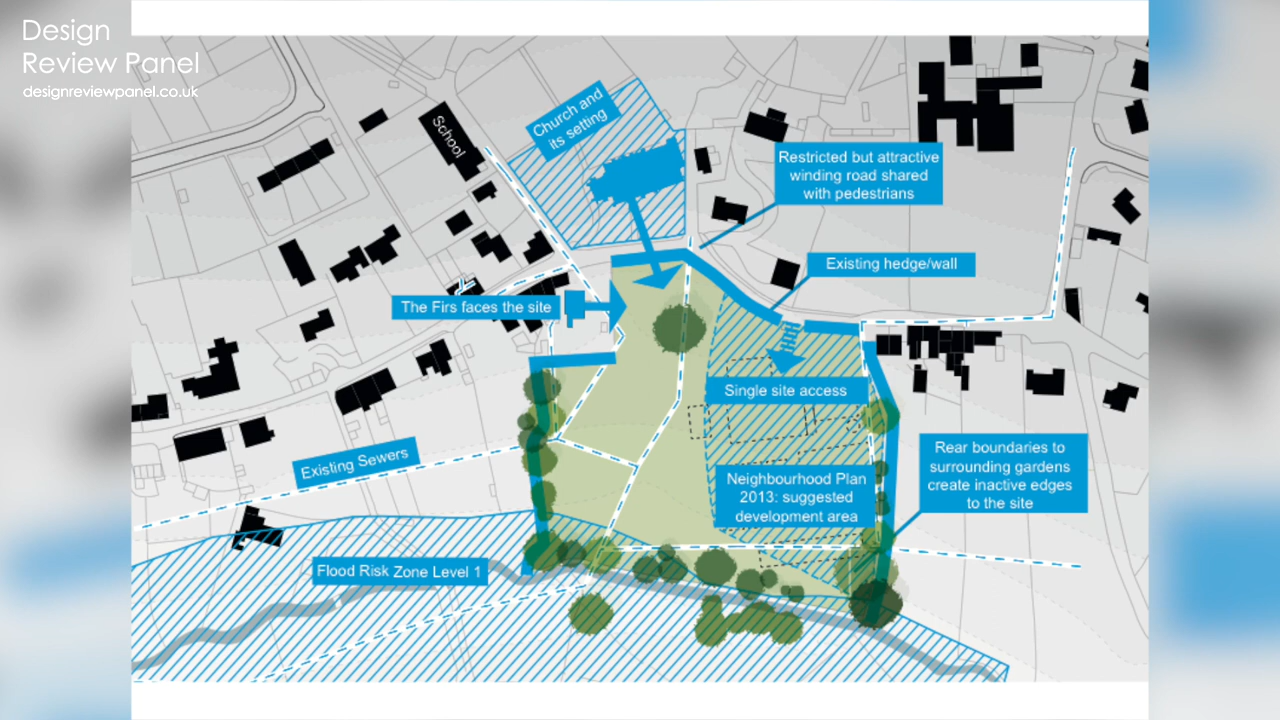 Design
Review Panel
designreviewpanel.co.uk
School
Church and
its setting
Restricted but attractive
winding road shared
with pedestrians
Existing hedge/wall
The Firs faces the site
Single site access
Existing Sewers
Neighbourhood Plan
2013: suggested
development area
Rear boundaries to
surrounding gardens
create inactive edges
to the site
Flood Risk Zone Level 1